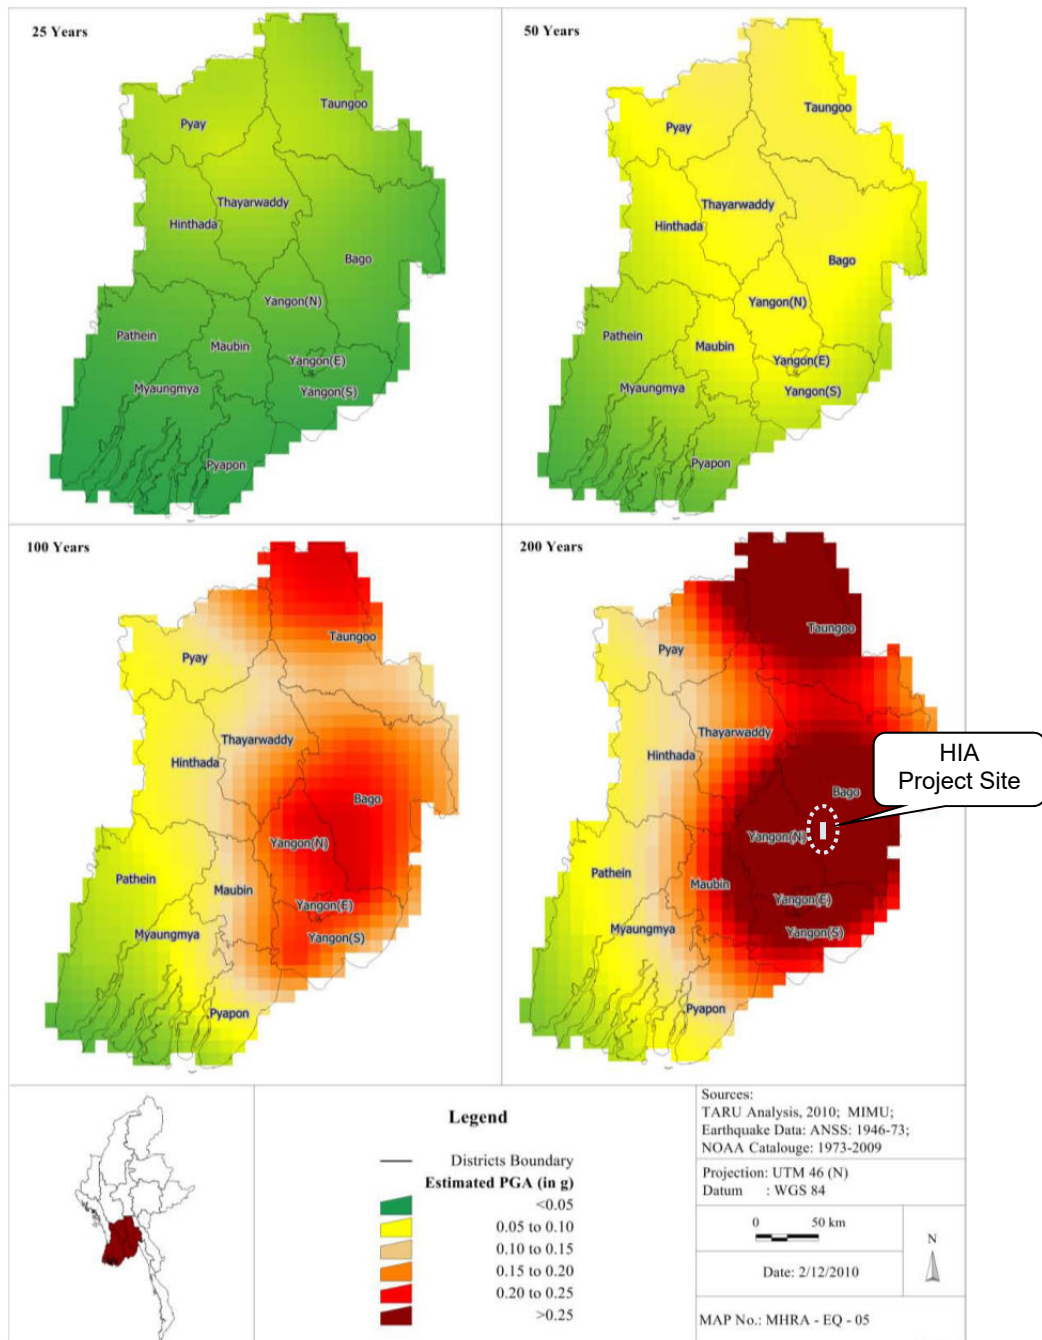 25 Years
Taungoo
Pyay
Thayarwaddy
Hinthada
Bago
Yangon(N)
Pathein
Maubin
Yangon(E)
Myaungmya
Yangon(S)
Pyapon
50 Years
Taungoo
Pyay
Thayarwaddy
Hinthada
Bago
Yangon(N)
Pathein
Maubin
Yangon(E)
Myaungmya
Yangon(S)
Pyapon
100 Years
Taungoo
Pyay
Thayarwaddy
Hinthada
Bago
Yangon(N)
Pathein
Maubin
Yangon(E)
Myaungmya
Yangon(S)
Pyapon
200 Years
Taungoo
Pyay
Thayarwaddy
Hinthada
HIA
Project Site
Bago
Yangon(N)
Pathein
Maubin
Yangon(E)
Myaungmya
Yangon(S)
Pyapon
Legend
Districts Boundary
Estimated PGA (in g)
<0.05
0.05 to 0.10
0.10 to 0.15
0.15 to 0.20
0.20 to 0.25
>0.25
Sources:
TARU Analysis, 2010; MIMU;
Earthquake Data: ANSS: 1946-73;
NOAA Catalouge: 1973-2009
Projection: UTM 46 (N)
Datum : WGS 84
0 50 km
N
Date: 2/12/2010
MAP No.: MHRA - EQ - 05